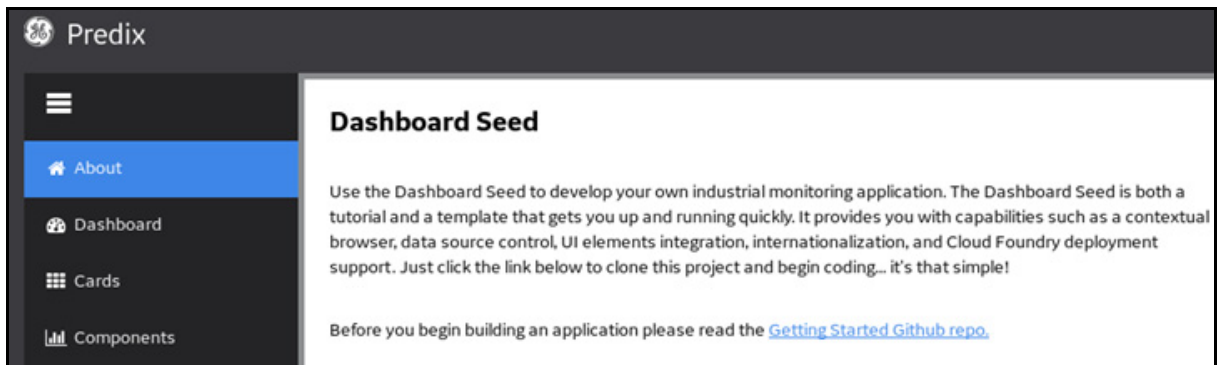 Predix
Dashboard Seed
About
Use the Dashboard Seed to develop your own industrial monitoring application. The Dashboard Seed is both a
tutorial and a template that gets you up and running quickly. It provides you with capabilities such as a contextual
browser, data source control, UI elements integration, internationalization, and Cloud Foundry deployment
support. Just click the link below to clone this project and begin coding... it's that simple!
Dashboard
Cards
Components
Before you begin building an application please read the Getting Started Github repo.